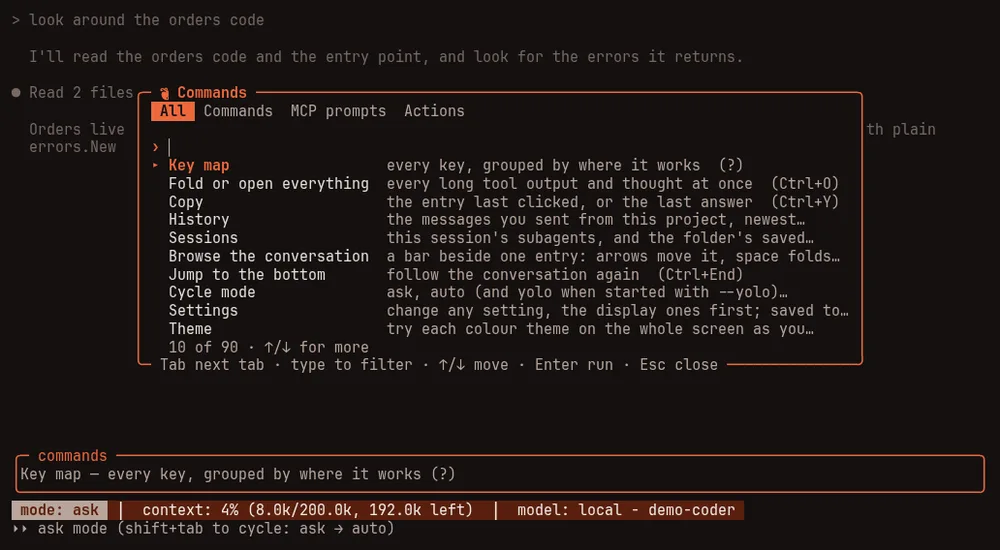 > look around the orders code
I'll read the orders code and the entry point, and look for the errors it returns.
● Read 2 files
Commands
All Commands MCP prompts Actions
Orders live th plain
errors.New
›
▸ Key map every key, grouped by where it works (?)
Fold or open everything every long tool output and thought at once (Ctrl+O)
Copy the entry last clicked, or the last answer (Ctrl+Y)
History the messages you sent from this project, newest…
Sessions this session's subagents, and the folder's saved…
Browse the conversation a bar beside one entry: arrows move it, space folds…
Jump to the bottom follow the conversation again (Ctrl+End)
Cycle mode ask, auto (and yolo when started with --yolo)…
Settings change any setting, the display ones first; saved to…
Theme try each colour theme on the whole screen as you…
10 of 90 · ↑/↓ for more
Tab next tab · type to filter · ↑/↓ move · Enter run · Esc close
commands
Key map — every key, grouped by where it works (?)
mode: ask | context: 4% (8.0k/200.0k, 192.0k left) | model: local - demo-coder
▸▸ ask mode (shift+tab to cycle: ask → auto)